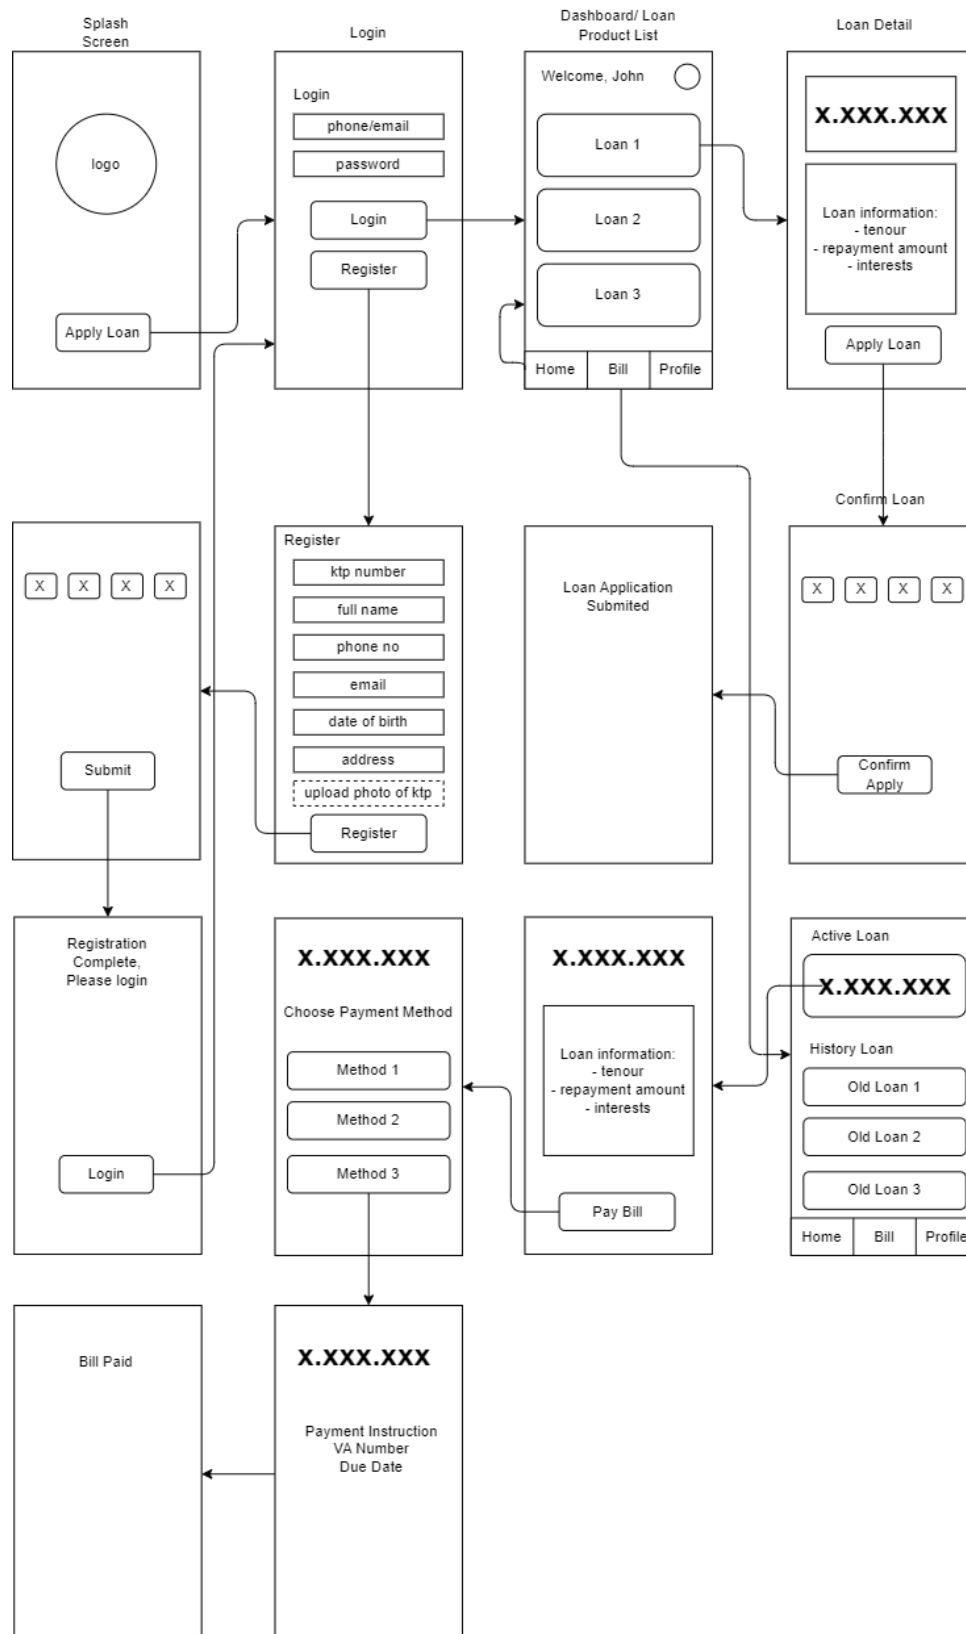 Splash
Screen
Login
Dashboard/ Loan
Product List
Loan Detail
logo
Apply Loan
Login
phone/email
password
Login
Register
Welcome, John
Loan 1
Loan 2
Loan 3
Home
Bill
Profile
X.XXX.XXX
Loan information:
- tenour
- repayment amount
- interests
Apply Loan
X
X
X
X
Submit
Register
ktp number
full name
phone no
email
date of birth
address
upload photo of ktp
Register
Loan Application
Submited
Confirm Loan
X
X
X
X
Confirm
Apply
Registration
Complete,
Please login
Login
X.XXX.XXX
Choose Payment Method
Method 1
Method 2
Method 3
X.XXX.XXX
Loan information:
- tenour
- repayment amount
- interests
Pay Bill
Active Loan
X.XXX.XXX
History Loan
Old Loan 1
Old Loan 2
Old Loan 3
Home
Bill
Profile
Bill Paid
X.XXX.XXX
Payment Instruction
VA Number
Due Date